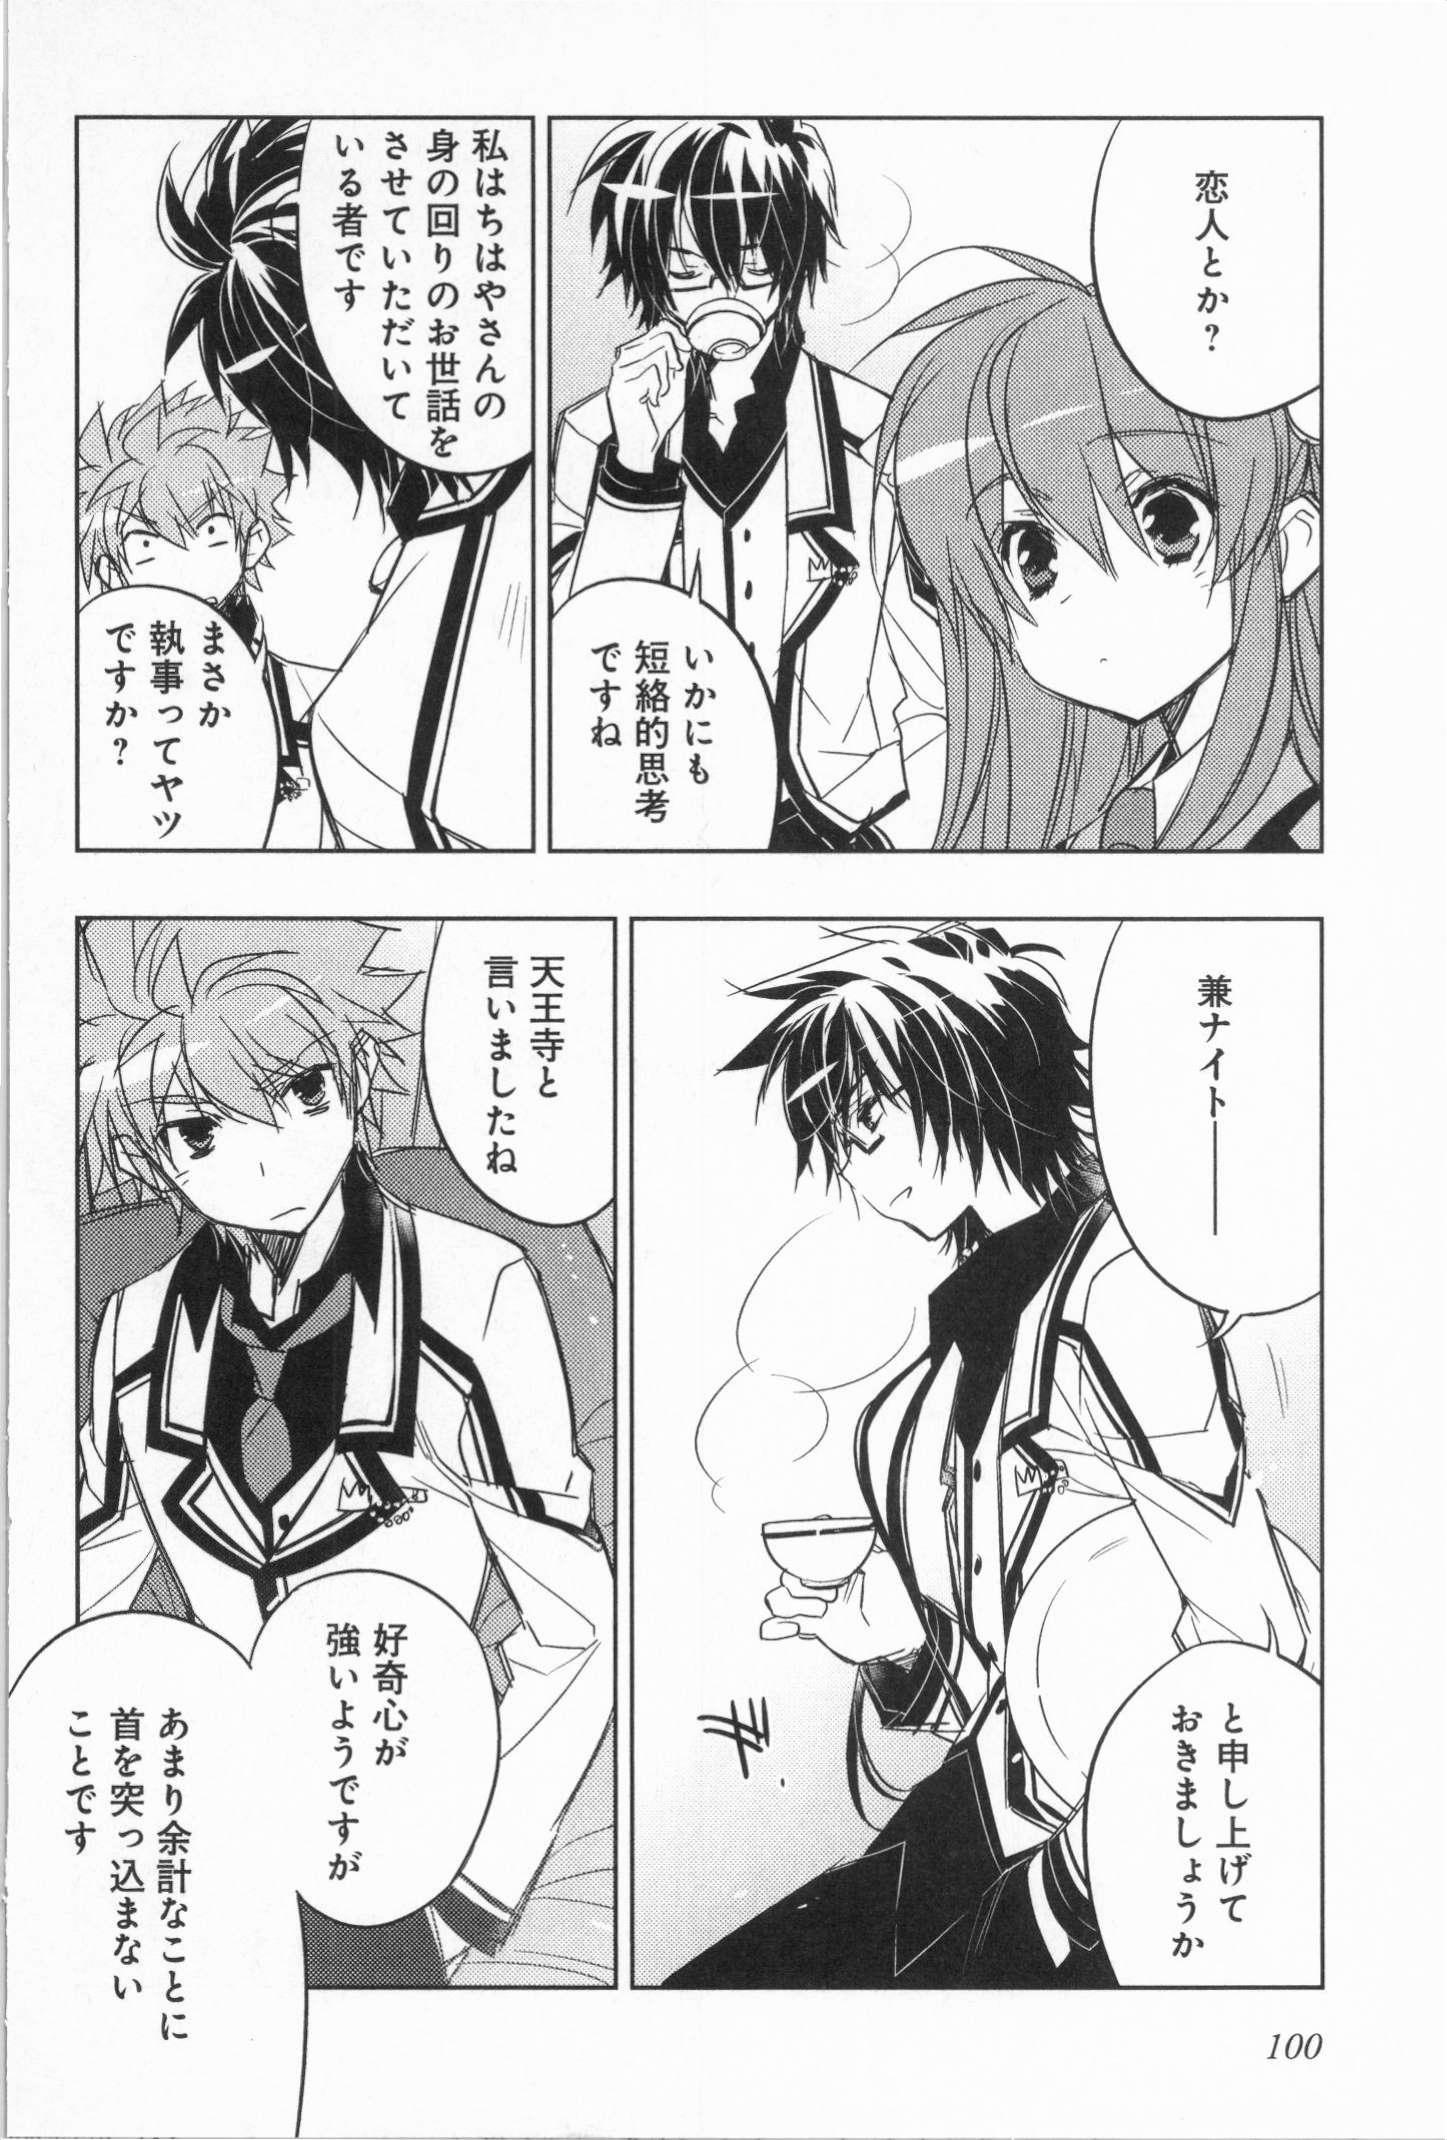 恋人とか？
いかにも
短絡的思考
ですね
私はちはやさんの
身の回りのお世話を
させていただいて
いる者です
まさか
執事ってヤツ
ですか？
兼ナイト――
と申し上げて
おきましょうか
ギ
天王寺と
言いましたね
好奇心が
強いようですが
あまり余計なことに
首を突っ込まない
ことです
100